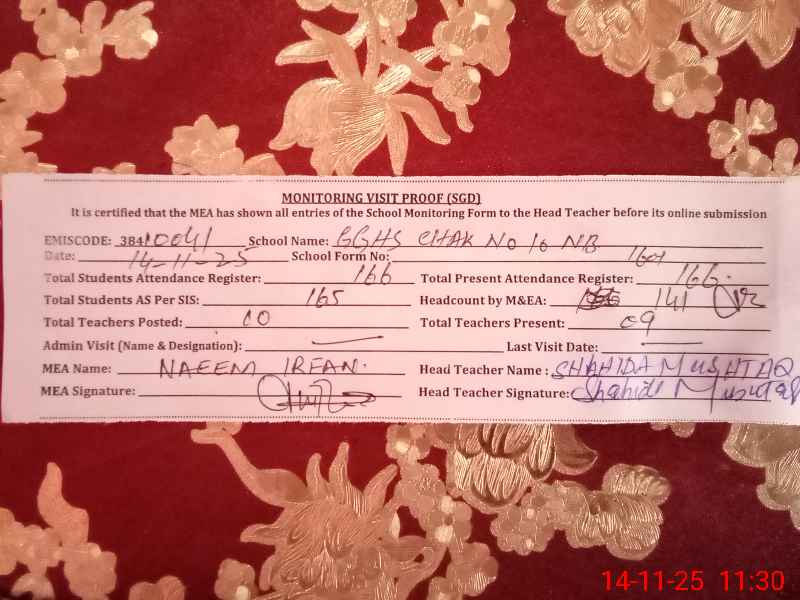 MONITORING VISIT PROOF (SGD)
It is certified that the MEA has shown all entries of the School Monitoring Form to the Head Teacher before its online submission
EMISCODE: 38410041 School Name: GGHS CHAK No 16 NB
Date: 14-11-25 School Form No:
Total Students Attendance Register: 166 Total Present Attendance Register: 166.
Total Students AS Per SIS: 165 Headcount by M&EA: 141
Total Teachers Posted: 10 Total Teachers Present: 09
Admin Visit (Name & Designation): — Last Visit Date: —
MEA Name: NAEEM IRFAN. Head Teacher Name : SHAHIDA MUSHTAQ
MEA Signature: Head Teacher Signature: Shahida Mushtaq
14-11-25 11:30